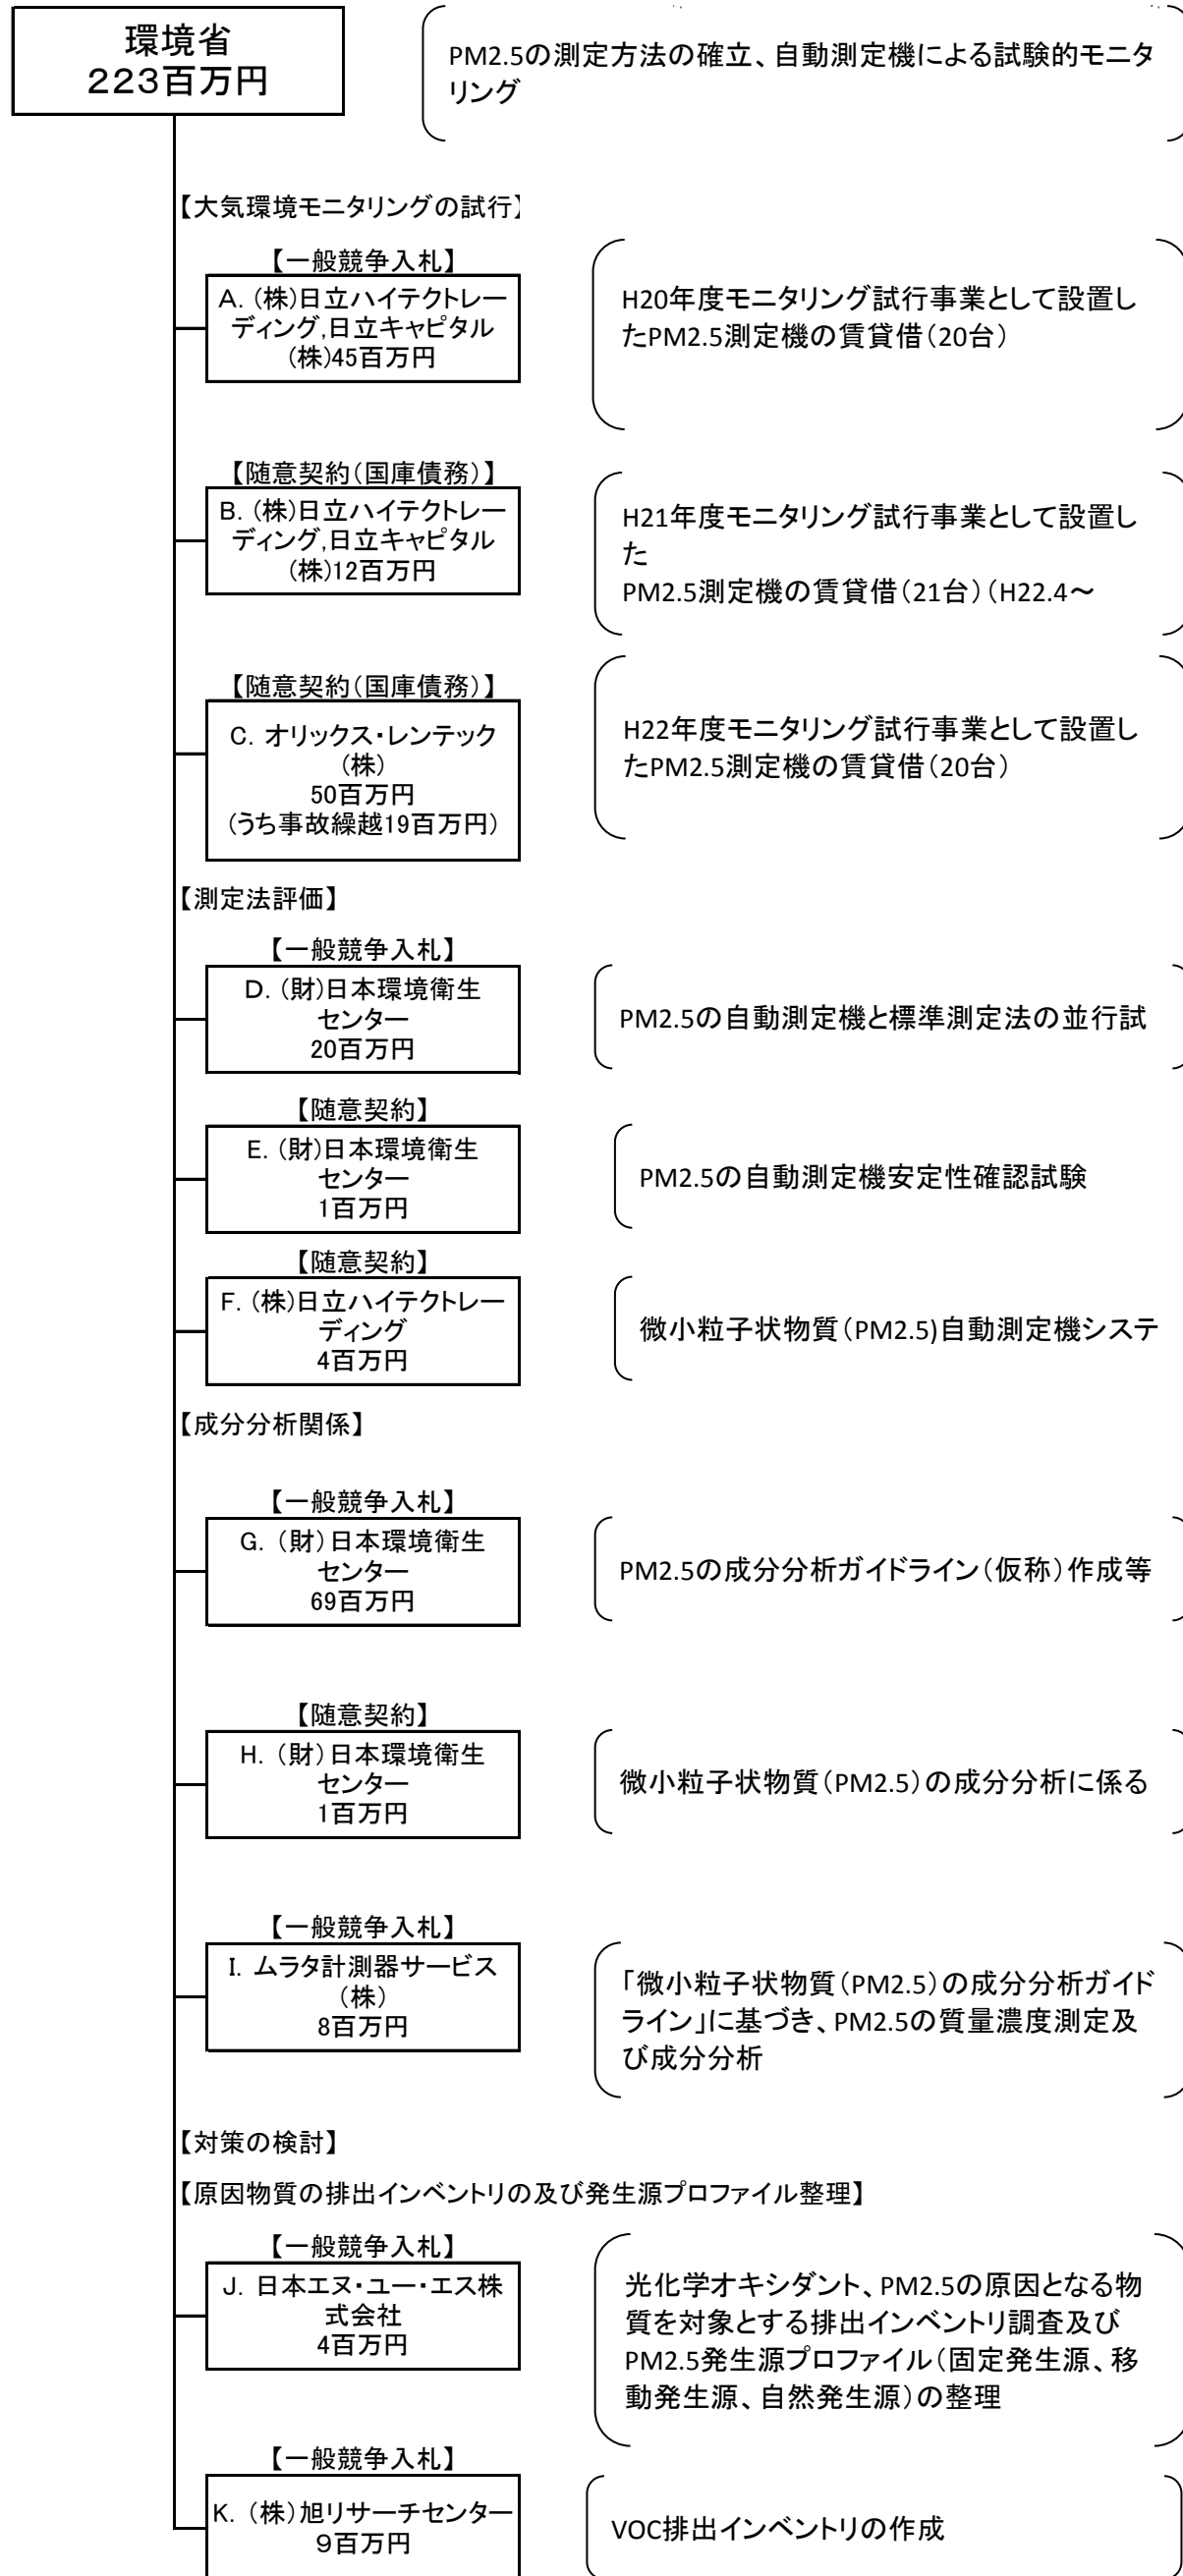 環境省
223百万円
PM2.5の測定方法の確立、自動測定機による試験的モニタ
リング
【大気環境モニタリングの試行】
【一般競争入札】
A. (株)日立ハイテクトレー
ディング,日立キャピタル
(株)45百万円
H20年度モニタリング試行事業として設置し
たPM2.5測定機の賃貸借(20台)
【随意契約(国庫債務)】
B. (株)日立ハイテクトレー
ディング,日立キャピタル
(株)12百万円
H21年度モニタリング試行事業として設置し
た
PM2.5測定機の賃貸借(21台)(H22.4~
【随意契約(国庫債務)】
C. オリックス・レンテック
(株)
50百万円
(うち事故繰越19百万円)
H22年度モニタリング試行事業として設置し
たPM2.5測定機の賃貸借(20台)
【測定法評価】
【一般競争入札】
D. (財)日本環境衛生
センター
20百万円
PM2.5の自動測定機と標準測定法の並行試
【随意契約】
E. (財)日本環境衛生
センター
1百万円
PM2.5の自動測定機安定性確認試験
【随意契約】
F. (株)日立ハイテクトレー
ディング
4百万円
微小粒子状物質(PM2.5)自動測定機システ
【成分分析関係】
【一般競争入札】
G. (財)日本環境衛生
センター
69百万円
PM2.5の成分分析ガイドライン(仮称)作成等
【随意契約】
H. (財)日本環境衛生
センター
1百万円
微小粒子状物質(PM2.5)の成分分析に係る
【一般競争入札】
I. ムラタ計測器サービス
(株)
8百万円
「微小粒子状物質(PM2.5)の成分分析ガイド
ライン」に基づき、PM2.5の質量濃度測定及
び成分分析
【対策の検討】
【原因物質の排出インベントリの及び発生源プロファイル整理】
【一般競争入札】
J. 日本エヌ・ユー・エス株
式会社
4百万円
光化学オキシダント、PM2.5の原因となる物
質を対象とする排出インベントリ調査及び
PM2.5発生源プロファイル(固定発生源、移
動発生源、自然発生源)の整理
【一般競争入札】
K. (株)旭リサーチセンター
9百万円
VOC排出インベントリの作成